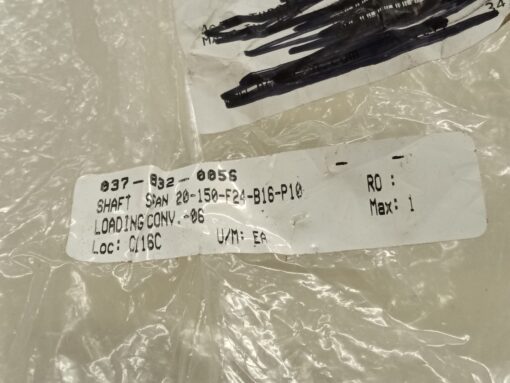 34
037-032-0056
SHAFT SPAN 20-150-F24-B16-P10
LOADING CONV.-06
Loc: C/16C U/M: EA
RO :
Max: 1